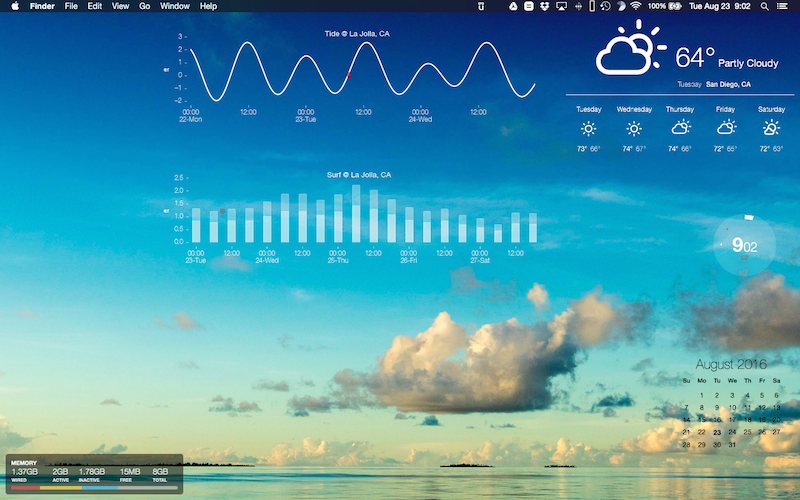 Finder File Edit View Go Window Help 100% Tue Aug 23 9:02
Tide @ La Jolla, CA
3
2
1
0
−1
−2
er
00:00 12:00 00:00 12:00 00:00 12:00
22-Mon 23-Tue 24-Wed
64° Partly Cloudy
Tuesday San Diego, CA
Tuesday Wednesday Thursday Friday Saturday
73° 66° 74° 67° 74° 66° 72° 65° 72° 63°
Surf @ La Jolla, CA
2.5
2.0
1.5
1.0
0.5
0.0
er
00:00 12:00 00:00 12:00 00:00 12:00 00:00 12:00 00:00 12:00
23-Tue 24-Wed 25-Thu 26-Fri 27-Sat
902
August 2016
Su Mo Tu We Th Fr Sa
1 2 3 4 5 6
7 8 9 10 11 12 13
14 15 16 17 18 19 20
21 22 23 24 25 26 27
28 29 30 31
MEMORY
1.37GB 2GB 1.78GB 15MB 8GB
WIRED ACTIVE INACTIVE FREE TOTAL